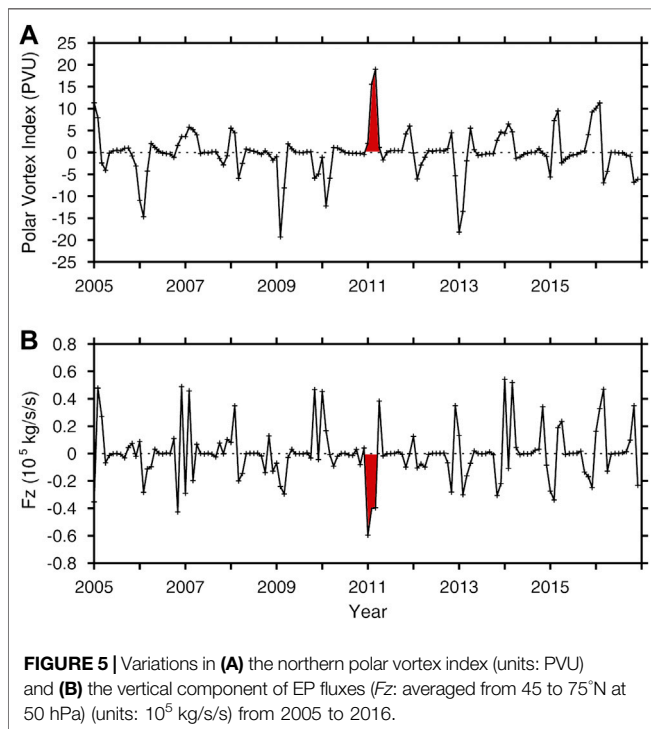 A
Polar Vortex Index (PVU)
25
20
15
10
5
0
-5
-10
-15
-20
-25
2005 2007 2009 2011 2013 2015
B
Fz (10⁵ kg/s/s)
0.8
0.6
0.4
0.2
0
-0.2
-0.4
-0.6
-0.8
2005 2007 2009 2011 2013 2015
Year
FIGURE 5 | Variations in (A) the northern polar vortex index (units: PVU)
and (B) the vertical component of EP fluxes (Fz: averaged from 45 to 75°N at
50 hPa) (units: 10⁵ kg/s/s) from 2005 to 2016.